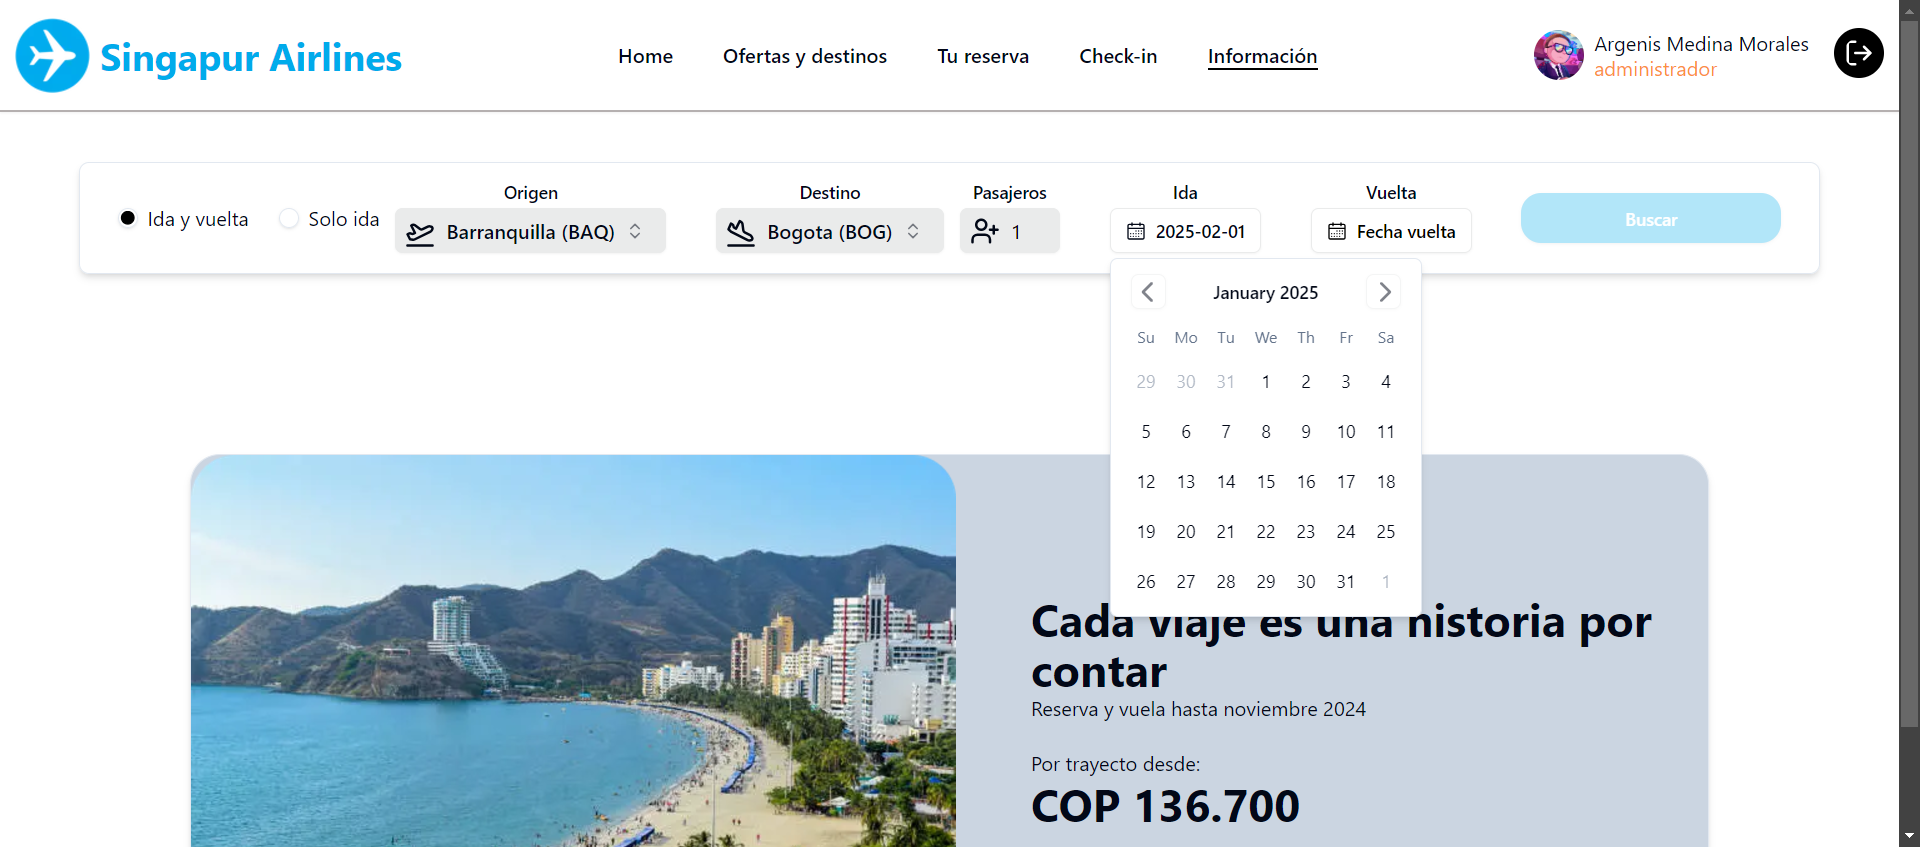 Singapur Airlines
Home
Ofertas y destinos
Tu reserva
Check-in
Información
Argenis Medina Morales
administrador
Ida y vuelta
Solo ida
Origen
Barranquilla (BAQ)
Destino
Bogota (BOG)
Pasajeros
1
Ida
2025-02-01
Vuelta
Fecha vuelta
Buscar
January 2025
Su Mo Tu We Th Fr Sa
29 30 31 1 2 3 4
5 6 7 8 9 10 11
12 13 14 15 16 17 18
19 20 21 22 23 24 25
26 27 28 29 30 31 1
Cada viaje es una historia por
contar
Reserva y vuela hasta noviembre 2024
Por trayecto desde:
COP 136.700